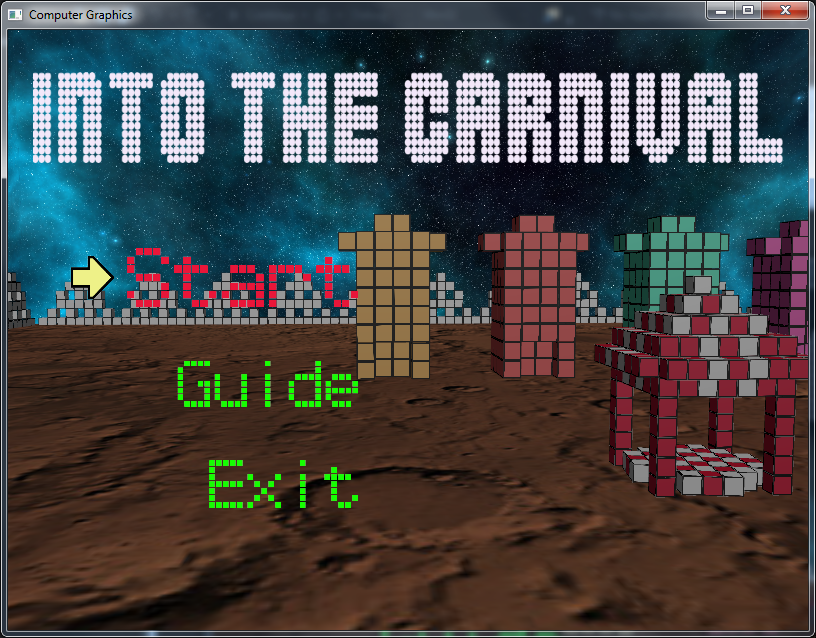 Computer Graphics
INTO THE CARNIVAL
Start
Guide
Exit